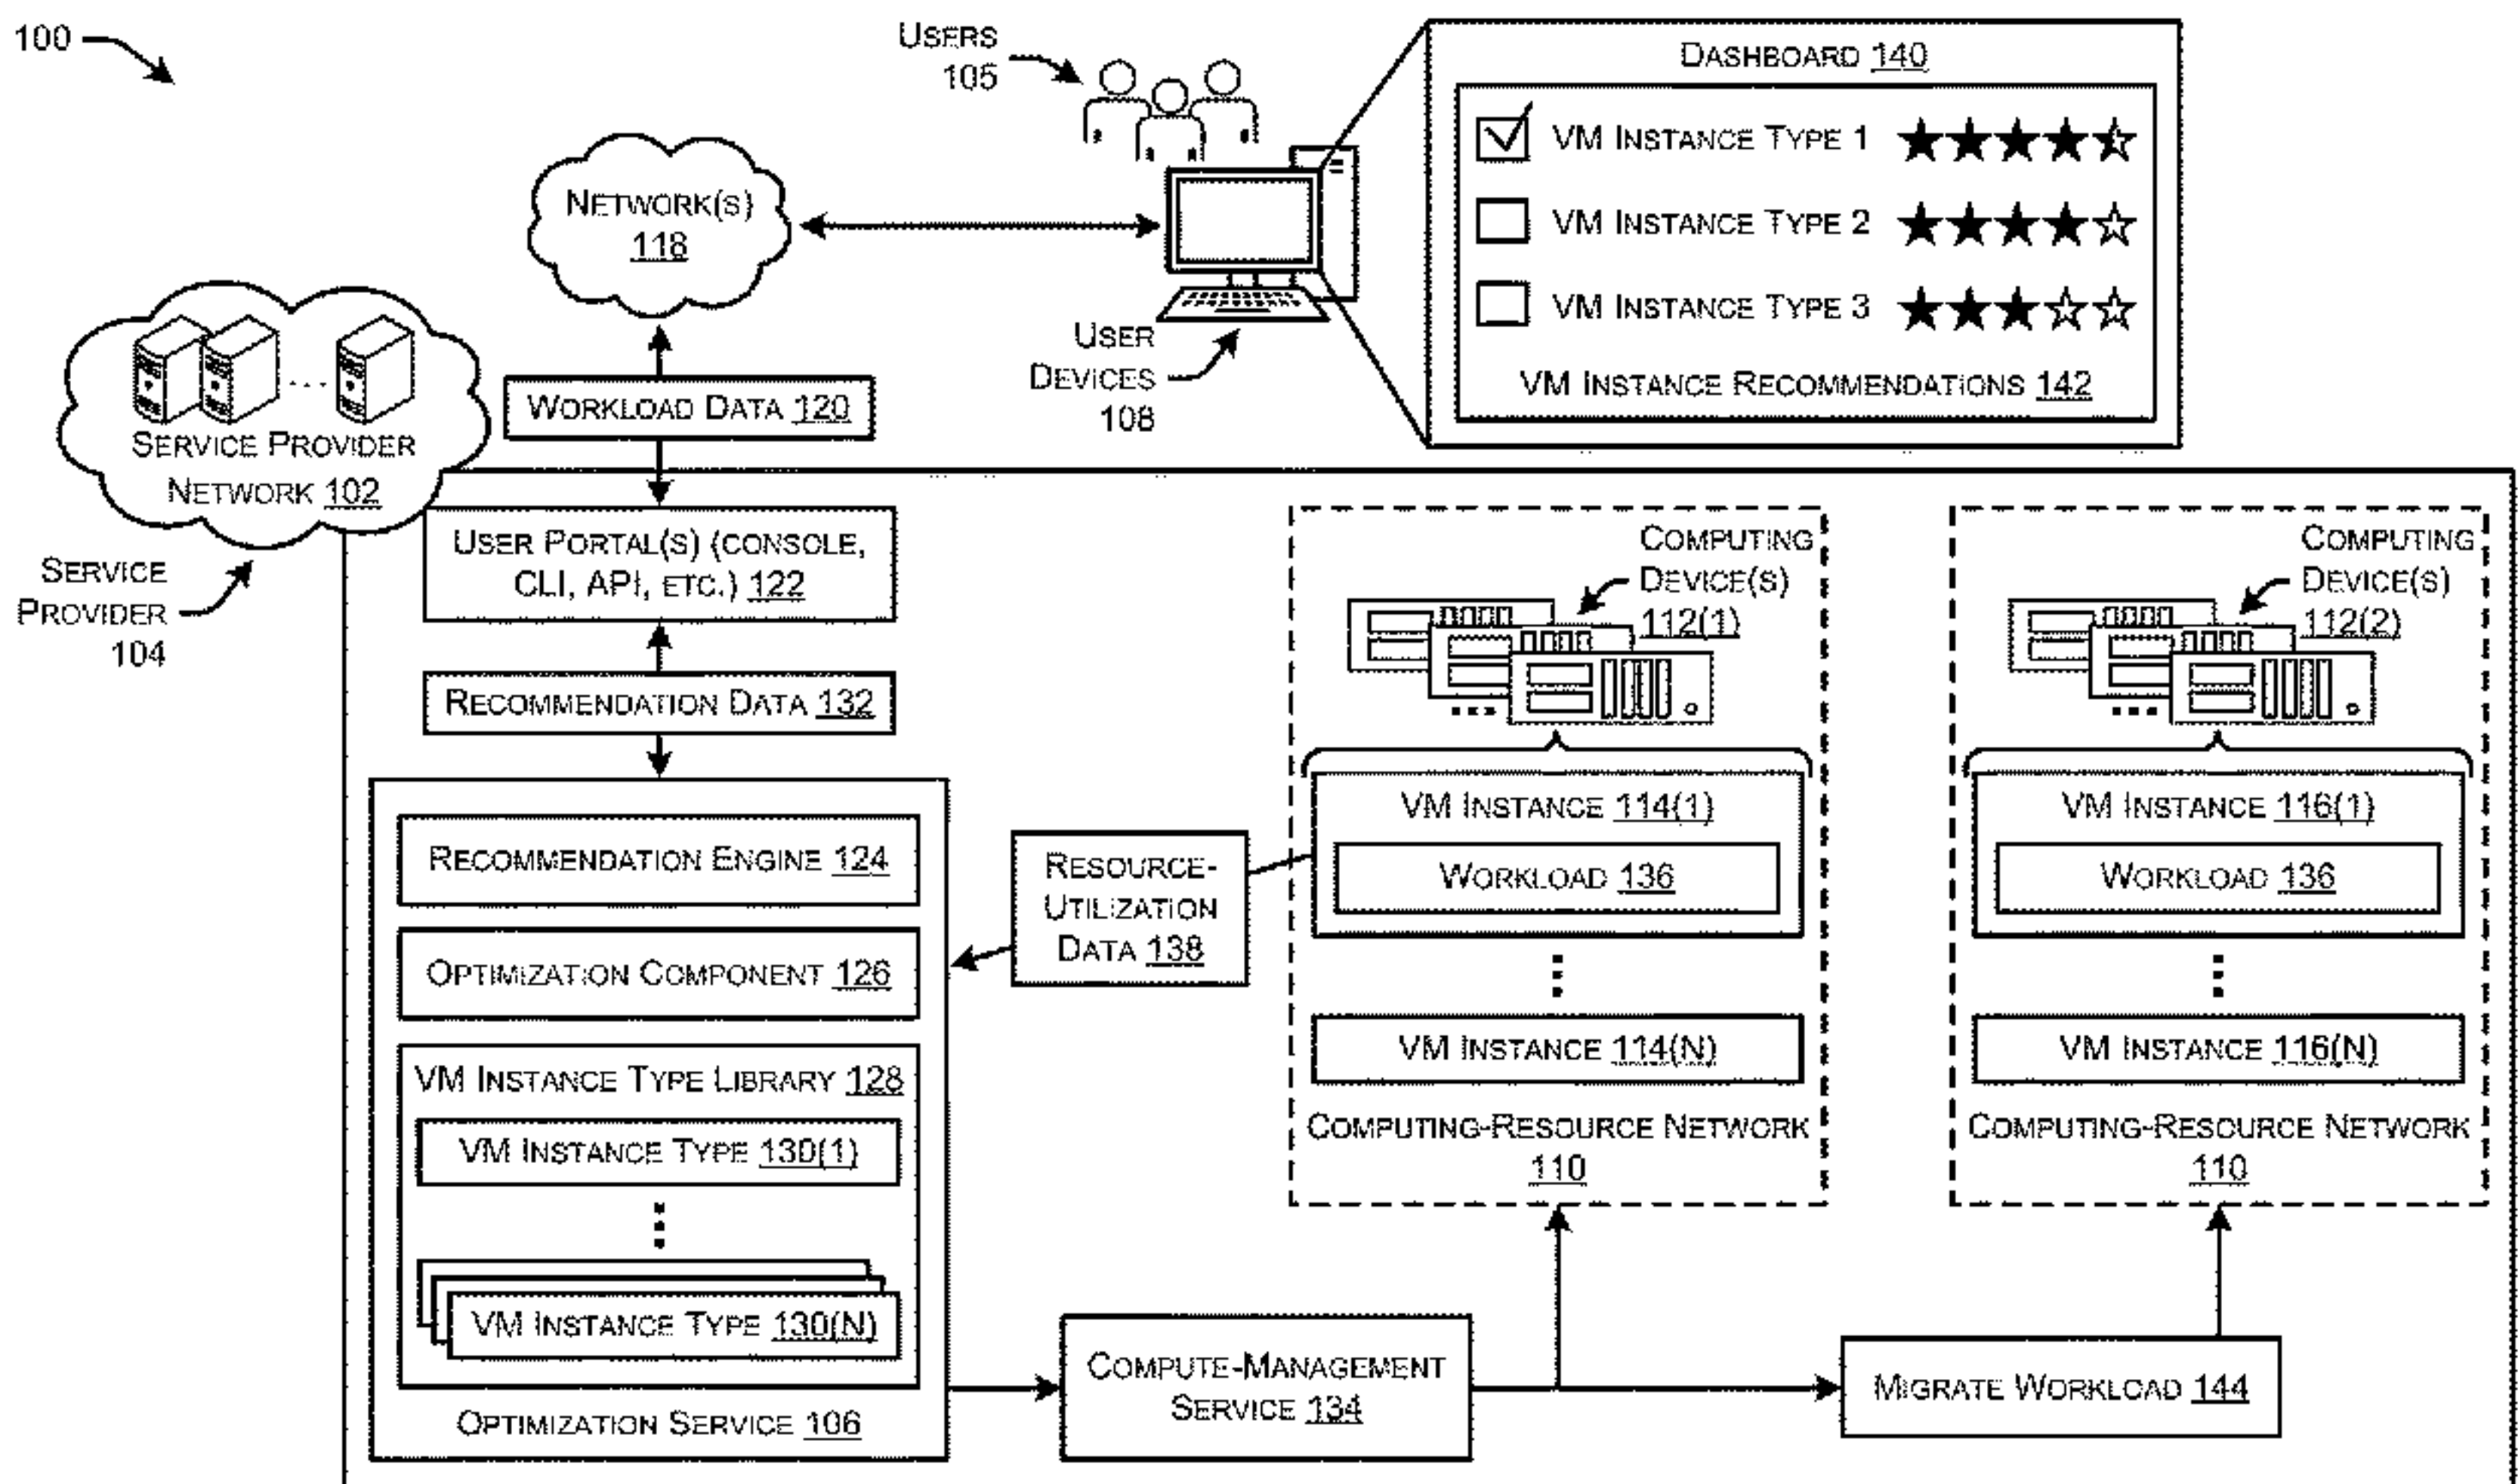 100
USERS
105
DASHBOARD 140
VM INSTANCE TYPE 1
VM INSTANCE TYPE 2
VM INSTANCE TYPE 3
VM INSTANCE RECOMMENDATIONS 142
NETWORK(S)
118
USER
DEVICES
108
SERVICE PROVIDER
NETWORK 102
SERVICE
PROVIDER
104
WORKLOAD DATA 120
USER PORTAL(S) (CONSOLE,
CLI, API, ETC.) 122
RECOMMENDATION DATA 132
RECOMMENDATION ENGINE 124
OPTIMIZATION COMPONENT 126
VM INSTANCE TYPE LIBRARY 128
VM INSTANCE TYPE 130(1)
VM INSTANCE TYPE 130(N)
OPTIMIZATION SERVICE 106
RESOURCE-
UTILIZATION
DATA 138
COMPUTING
DEVICE(S)
112(1)
VM INSTANCE 114(1)
WORKLOAD 136
VM INSTANCE 114(N)
COMPUTING-RESOURCE NETWORK
110
COMPUTING
DEVICE(S)
112(2)
VM INSTANCE 116(1)
WORKLOAD 136
VM INSTANCE 116(N)
COMPUTING-RESOURCE NETWORK
110
COMPUTE-MANAGEMENT
SERVICE 134
MIGRATE WORKLOAD 144